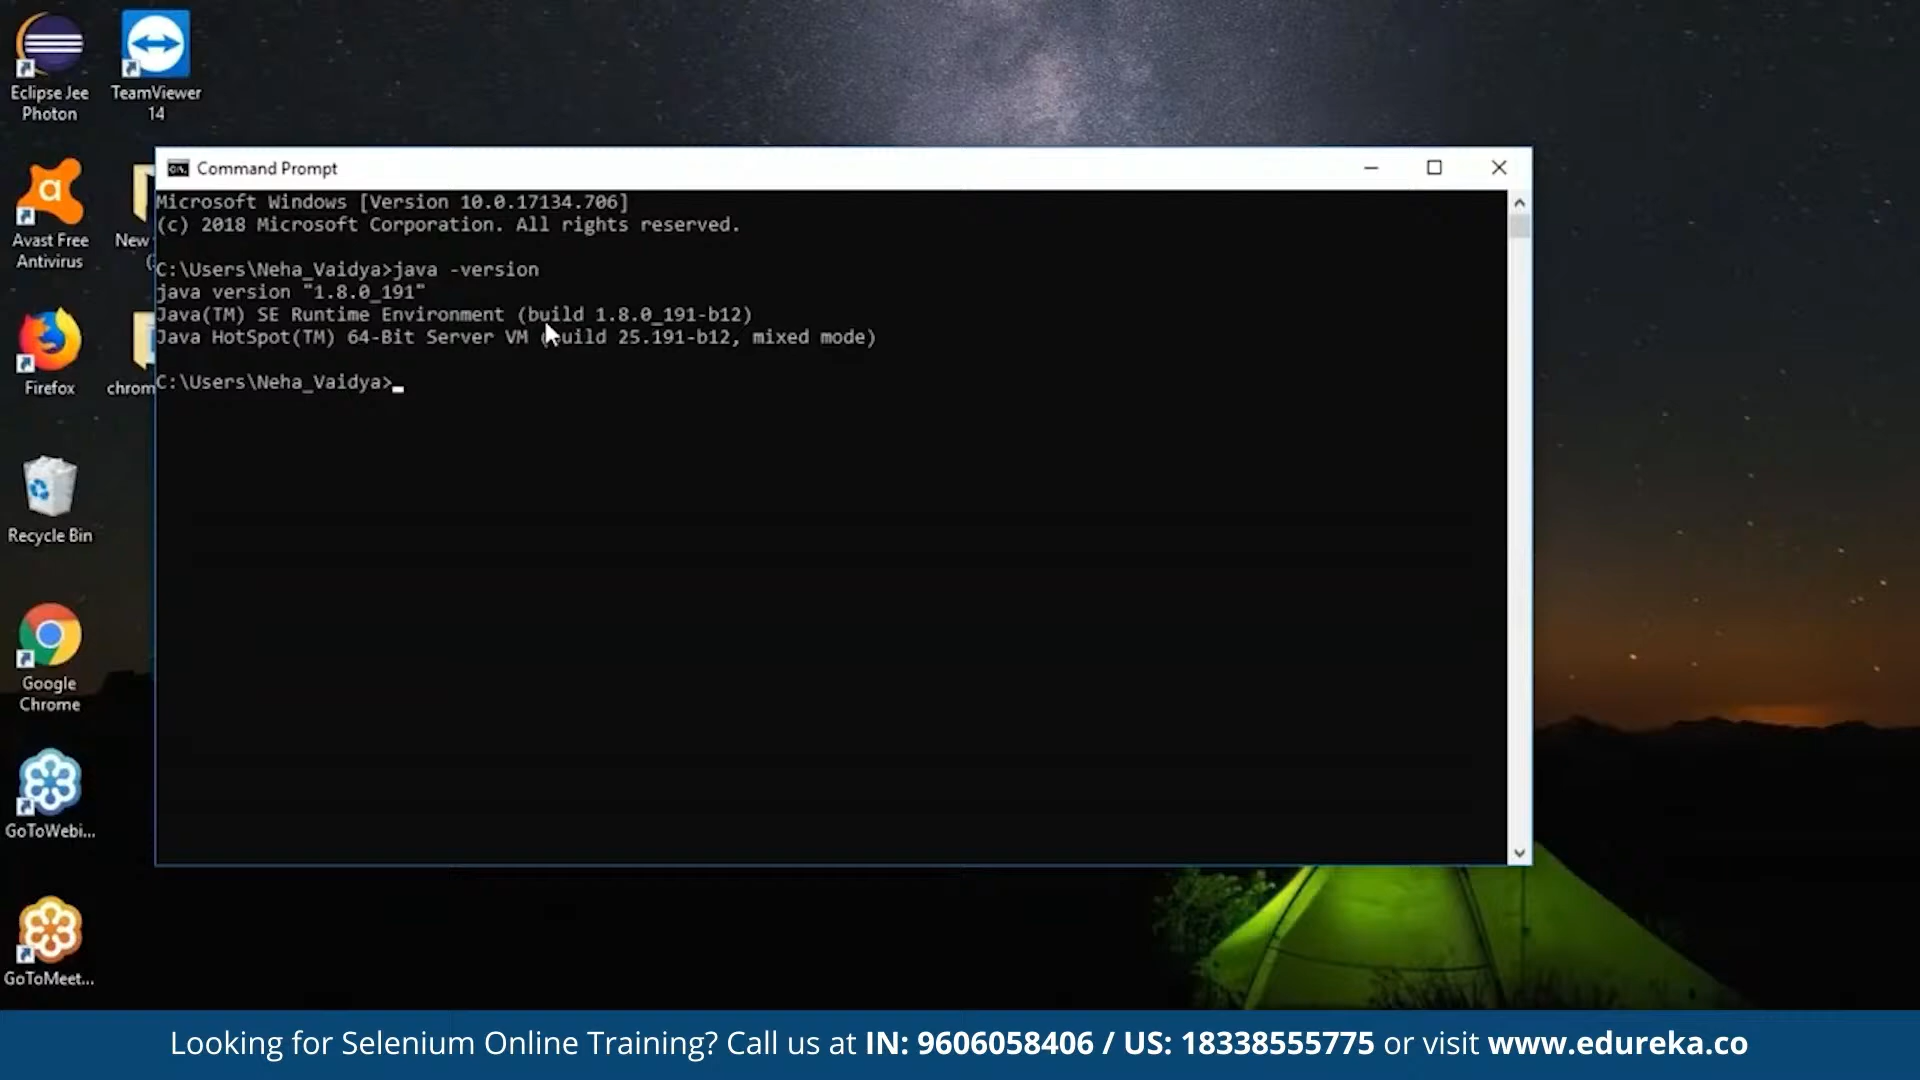 Eclipse Jee
Photon
TeamViewer
14
Avast Free
Antivirus
New
Firefox
chrom
Recycle Bin
Google
Chrome
GoToWebi...
GoToMeet...
Command Prompt
Microsoft Windows [Version 10.0.17134.706]
(c) 2018 Microsoft Corporation. All rights reserved.
C:\Users\Neha_Vaidya>java -version
java version "1.8.0_191"
Java(TM) SE Runtime Environment (build 1.8.0_191-b12)
Java HotSpot(TM) 64-Bit Server VM (build 25.191-b12, mixed mode)
C:\Users\Neha_Vaidya>
Looking for Selenium Online Training? Call us at IN: 9606058406 / US: 18338555775 or visit www.edureka.co